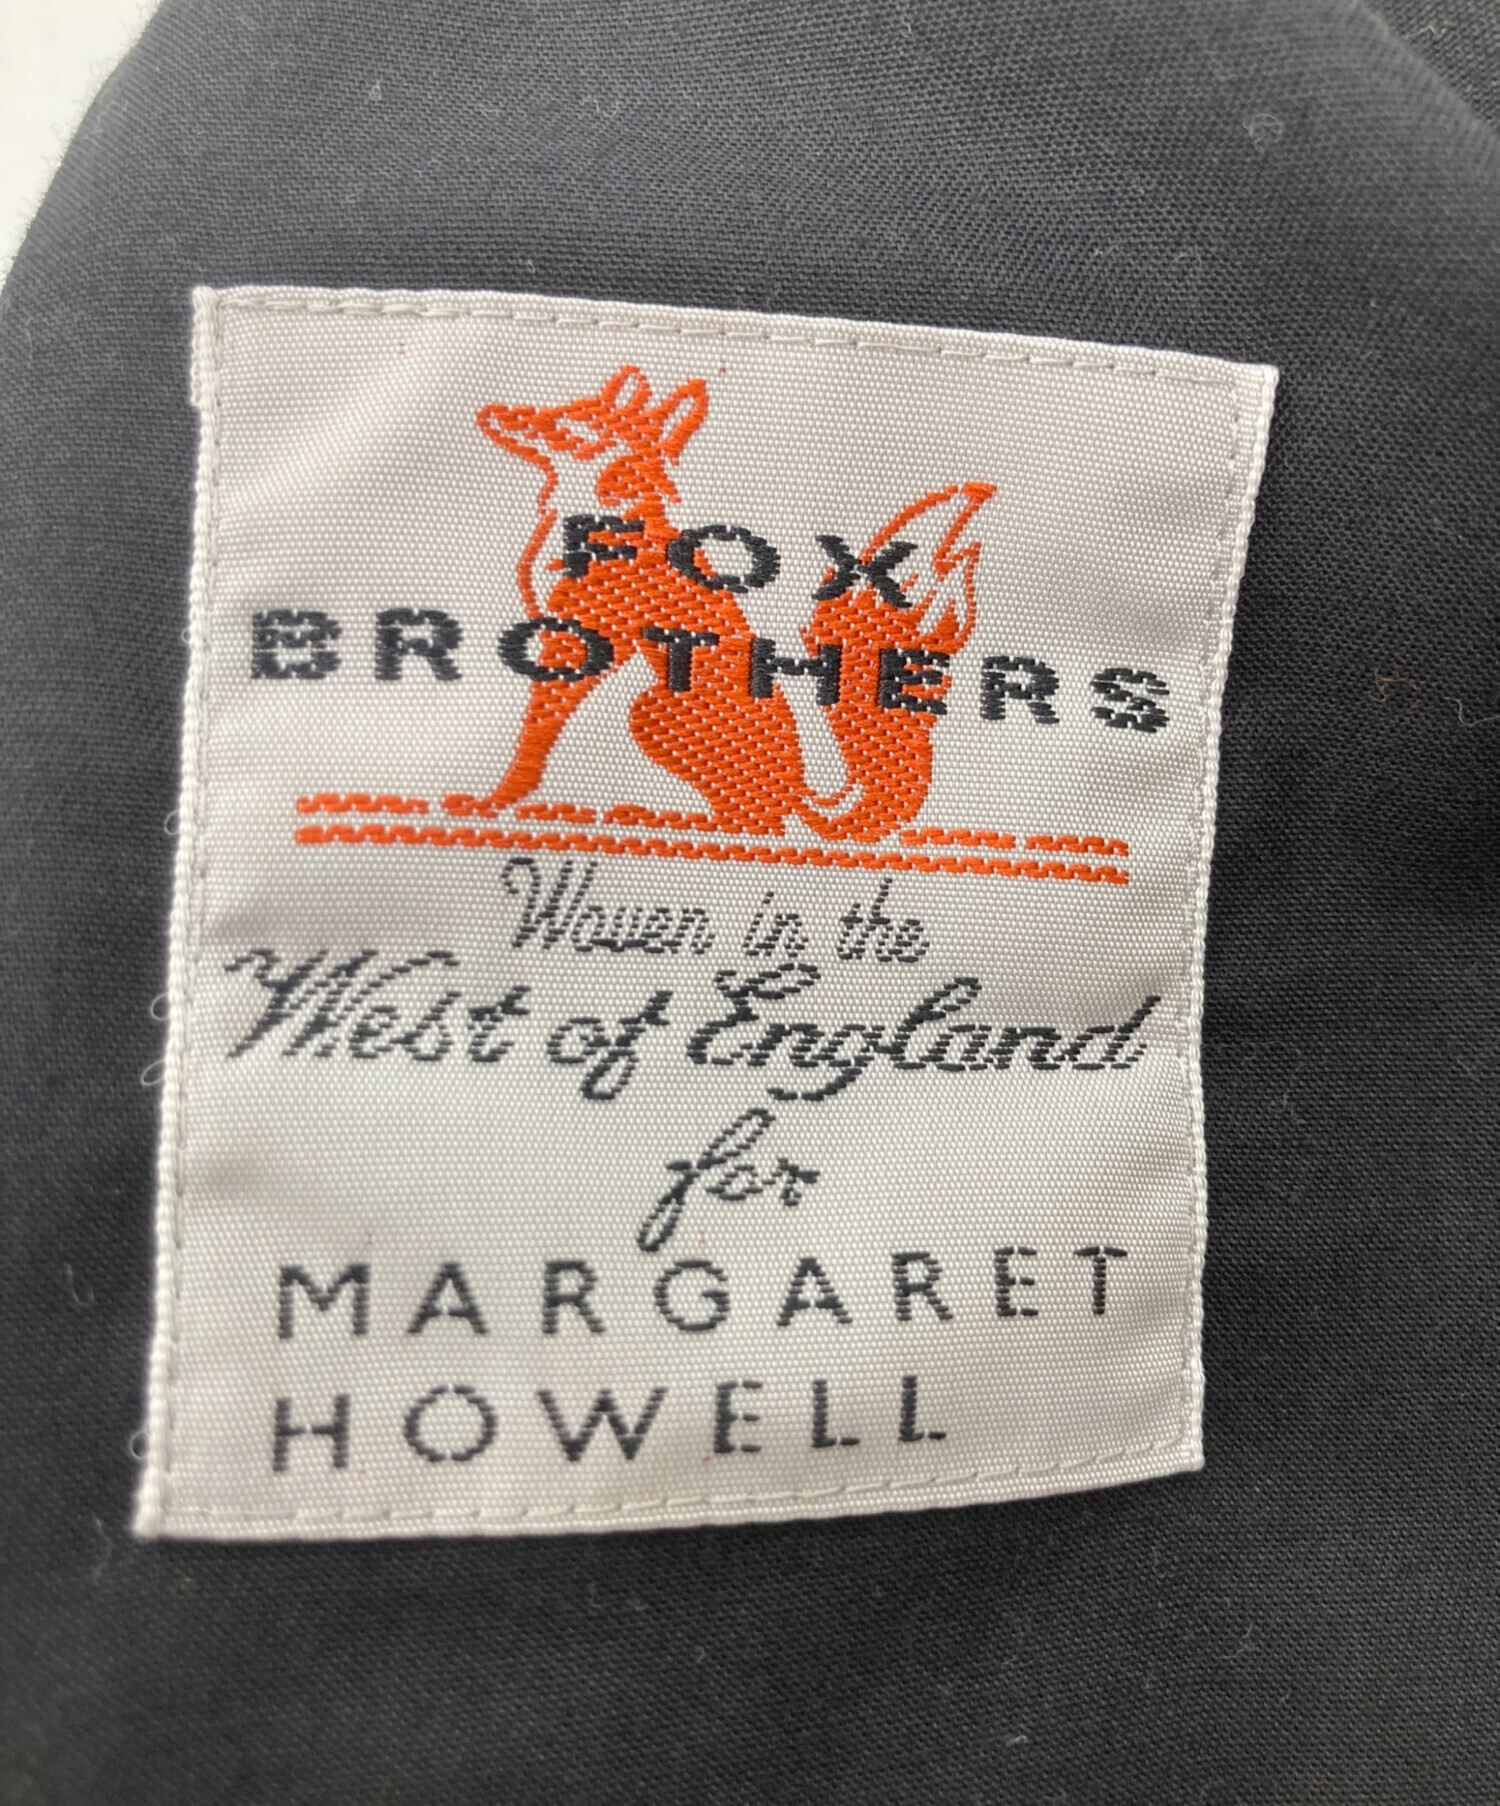 FOX
BROTHERS
Woven in the
West of England
for
MARGARET
HOWELL